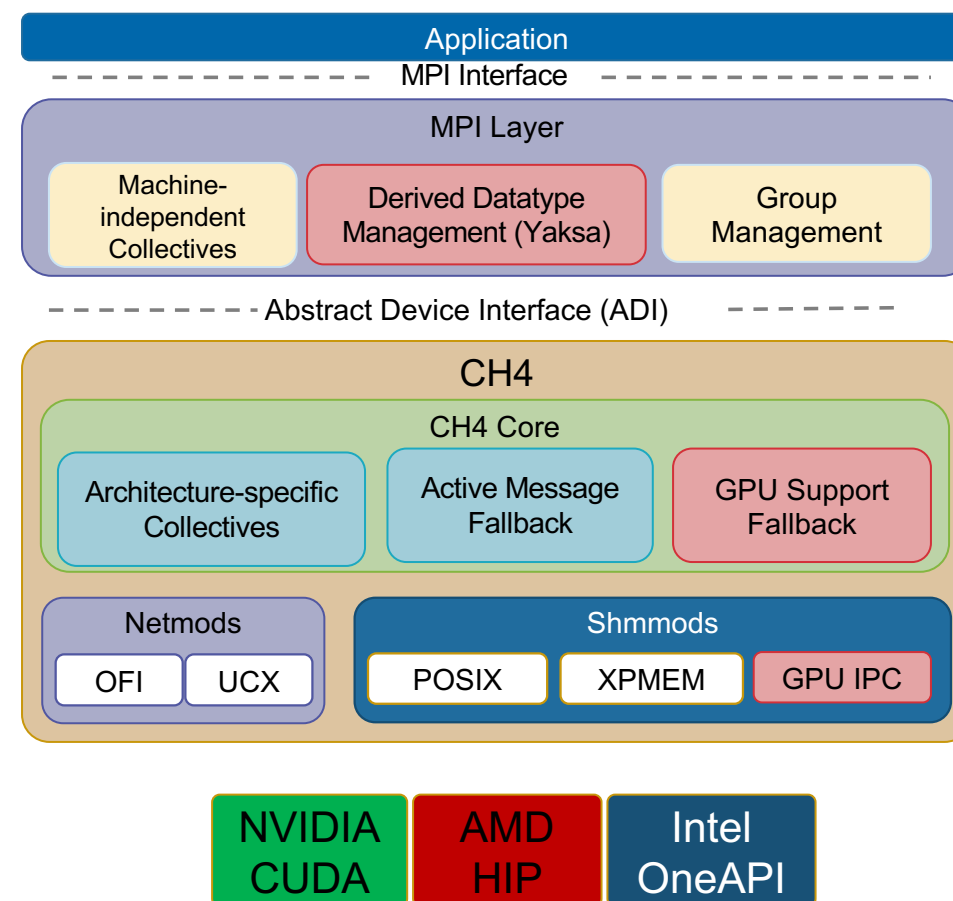 Application
MPI Interface
MPI Layer
Machine-
independent
Collectives
Derived Datatype
Management (Yaksa)
Group
Management
Abstract Device Interface (ADI)
CH4
CH4 Core
Architecture-specific
Collectives
Active Message
Fallback
GPU Support
Fallback
Netmods
OFI
UCX
Shmmods
POSIX
XPMEM
GPU IPC
NVIDIA
CUDA
AMD
HIP
Intel
OneAPI